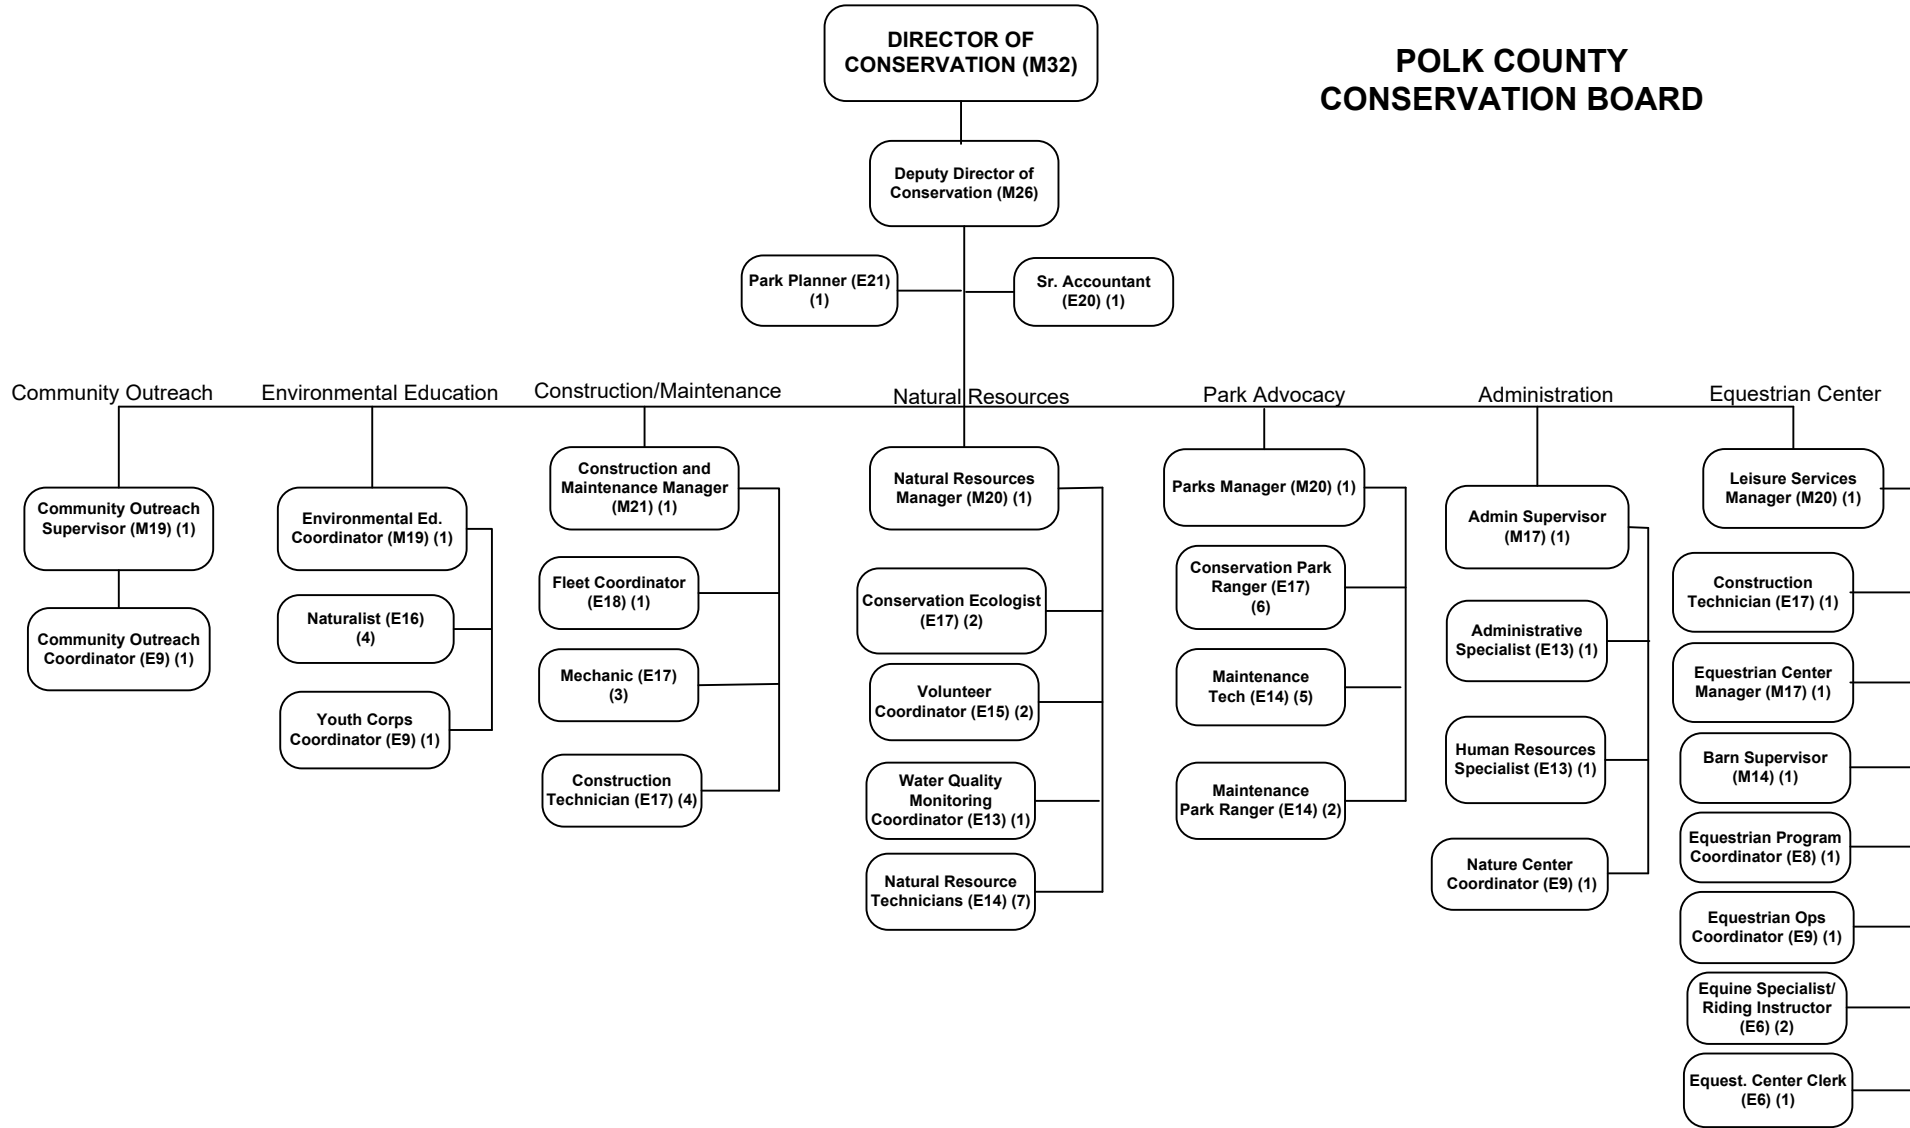 DIRECTOR OF
CONSERVATION (M32)
POLK COUNTY
CONSERVATION BOARD
Deputy Director of
Conservation (M26)
Park Planner (E21)
(1)
Sr. Accountant
(E20) (1)
Community Outreach
Environmental Education
Construction/Maintenance
Natural Resources
Park Advocacy
Administration
Equestrian Center
Community Outreach
Supervisor (M19) (1)
Community Outreach
Coordinator (E9) (1)
Environmental Ed.
Coordinator (M19) (1)
Naturalist (E16)
(4)
Youth Corps
Coordinator (E9) (1)
Construction and
Maintenance Manager
(M21) (1)
Fleet Coordinator
(E18) (1)
Mechanic (E17)
(3)
Construction
Technician (E17) (4)
Natural Resources
Manager (M20) (1)
Conservation Ecologist
(E17) (2)
Volunteer
Coordinator (E15) (2)
Water Quality
Monitoring
Coordinator (E13) (1)
Natural Resource
Technicians (E14) (7)
Parks Manager (M20) (1)
Conservation Park
Ranger (E17)
(6)
Maintenance
Tech (E14) (5)
Maintenance
Park Ranger (E14) (2)
Admin Supervisor
(M17) (1)
Administrative
Specialist (E13) (1)
Human Resources
Specialist (E13) (1)
Nature Center
Coordinator (E9) (1)
Leisure Services
Manager (M20) (1)
Construction
Technician (E17) (1)
Equestrian Center
Manager (M17) (1)
Barn Supervisor
(M14) (1)
Equestrian Program
Coordinator (E8) (1)
Equestrian Ops
Coordinator (E9) (1)
Equine Specialist/
Riding Instructor
(E6) (2)
Equest. Center Clerk
(E6) (1)